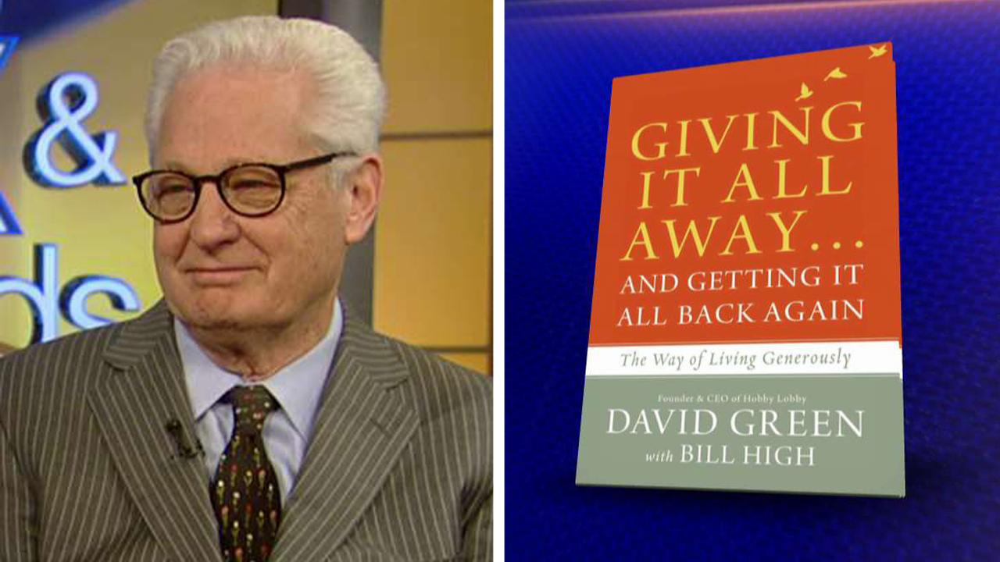 &
ds
GIVING
IT ALL
AWAY...
AND GETTING IT
ALL BACK AGAIN
The Way of Living Generously
Founder & CEO of Hobby Lobby
DAVID GREEN
with BILL HIGH